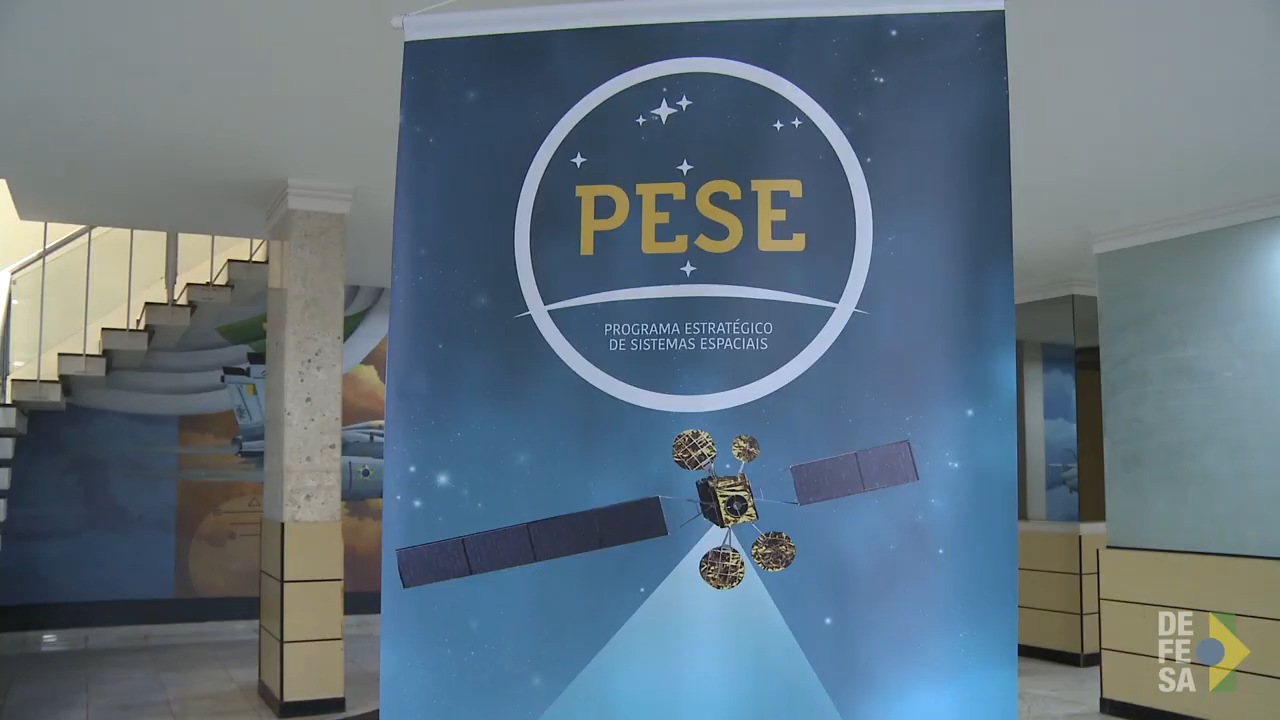 PESE
PROGRAMA ESTRATÉGICO
DE SISTEMAS ESPACIAIS
DE
FE
SA